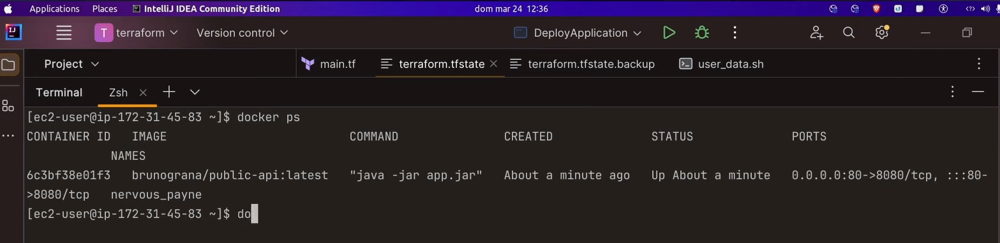 Applications Places IntelliJ IDEA Community Edition dom mar 24 12:36
IJ T terraform Version control DeployApplication
Project main.tf terraform.tfstate terraform.tfstate.backup user_data.sh
Terminal Zsh
[ec2-user@ip-172-31-45-83 ~]$ docker ps
CONTAINER ID IMAGE COMMAND CREATED STATUS PORTS
NAMES
6c3bf38e01f3 brunograna/public-api:latest "java -jar app.jar" About a minute ago Up About a minute 0.0.0.0:80->8080/tcp, :::80-
>8080/tcp nervous_payne
[ec2-user@ip-172-31-45-83 ~]$ do